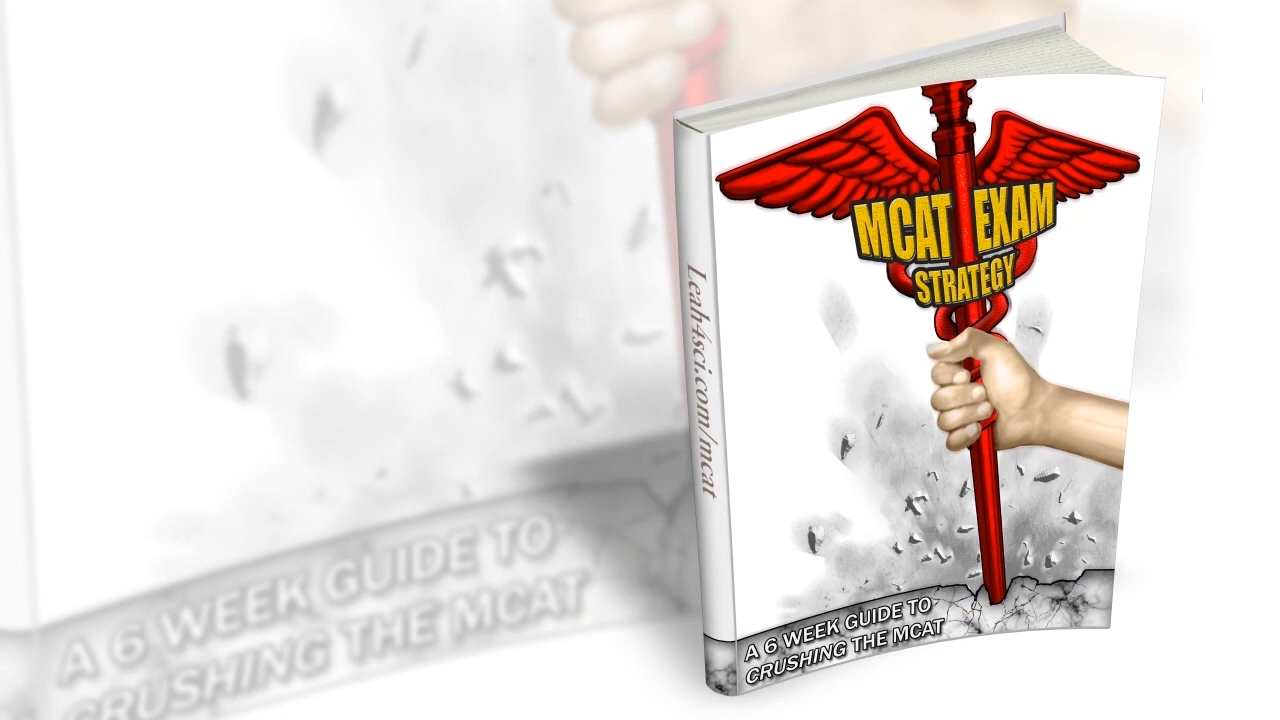 MCAT EXAM
STRATEGY
Leah4sci.com/mcat
A 6 WEEK GUIDE TO
CRUSHING THE MCAT
A 6 WEEK GUIDE TO
CRUSHING THE MCAT